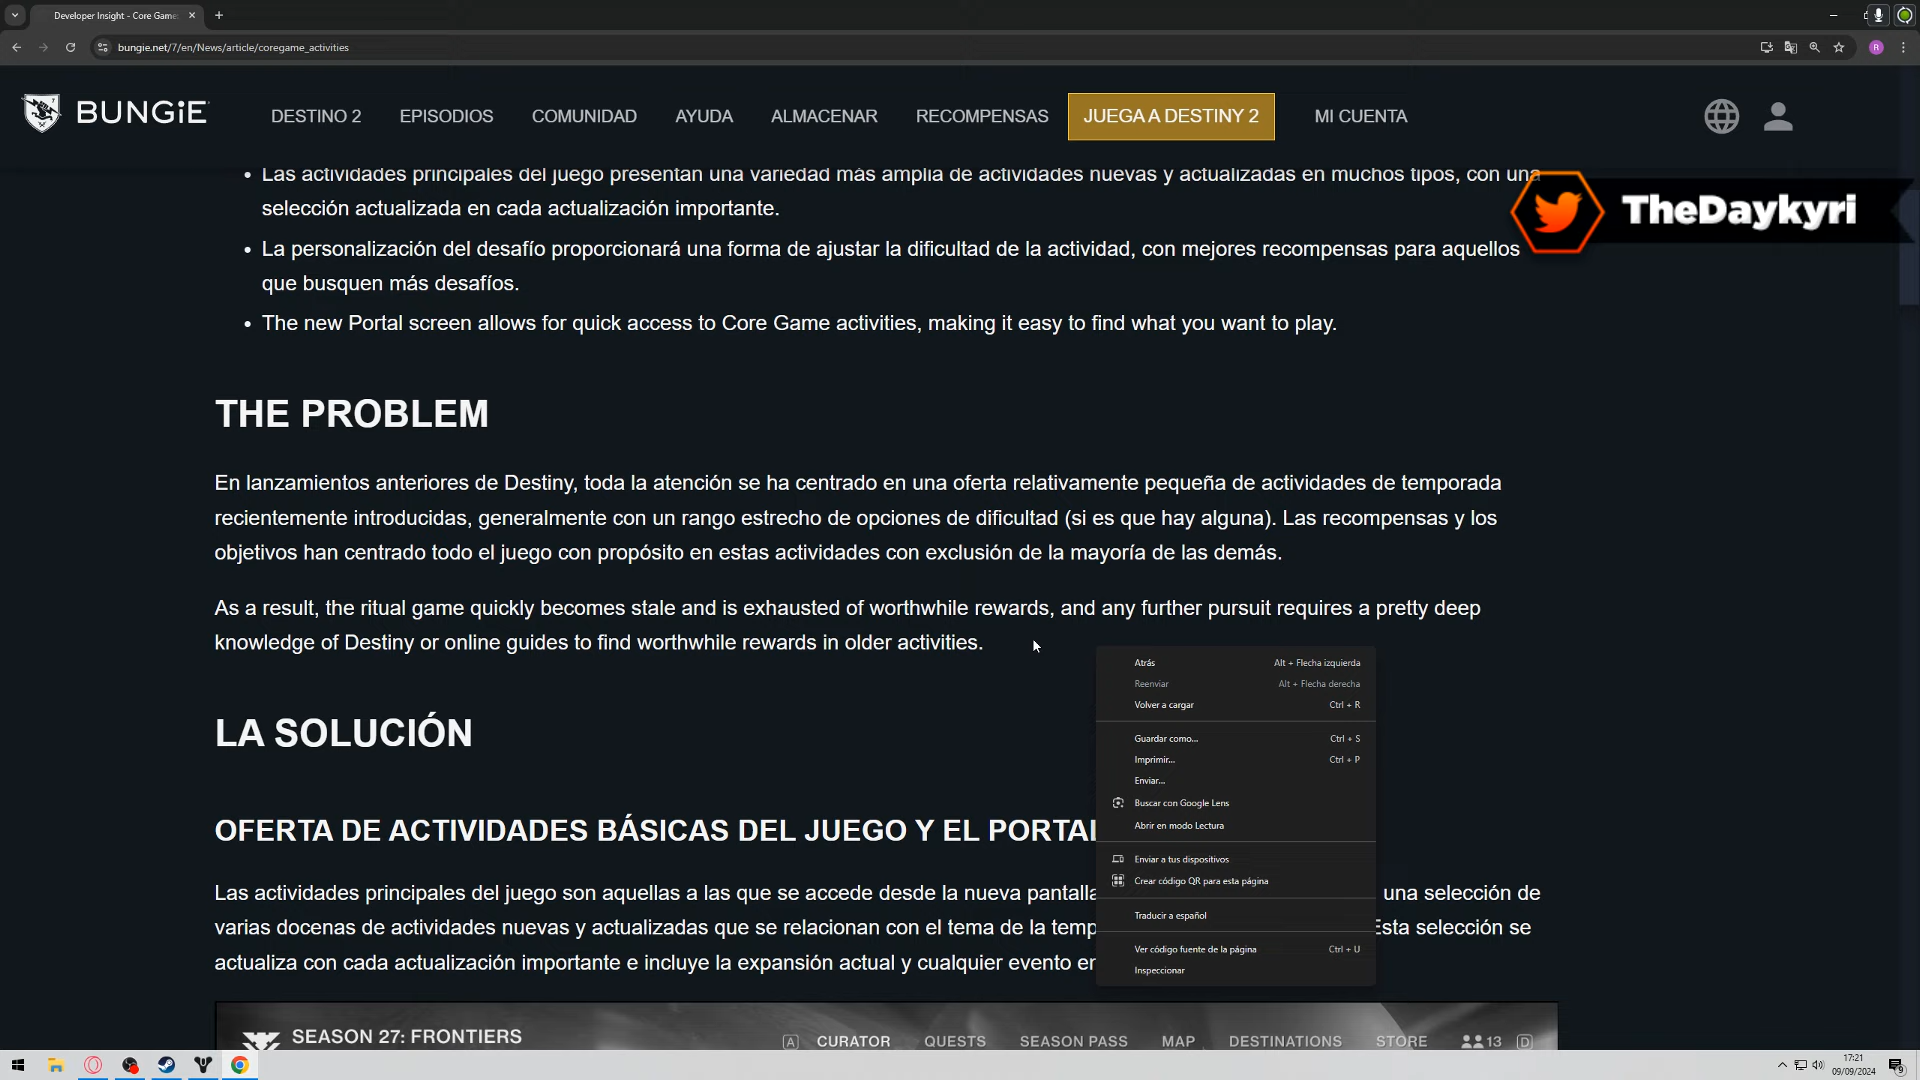 Developer Insight - Core Game
bungie.net/7/en/News/article/coregame_activities
R
BUNGiE
DESTINO 2
EPISODIOS
COMUNIDAD
AYUDA
ALMACENAR
RECOMPENSAS
JUEGA A DESTINY 2
MI CUENTA
• Las actividades principales del juego presentan una variedad más amplia de actividades nuevas y actualizadas en muchos tipos, con una
selección actualizada en cada actualización importante.
TheDaykyri
• La personalización del desafío proporcionará una forma de ajustar la dificultad de la actividad, con mejores recompensas para aquellos
que busquen más desafíos.
• The new Portal screen allows for quick access to Core Game activities, making it easy to find what you want to play.
THE PROBLEM
En lanzamientos anteriores de Destiny, toda la atención se ha centrado en una oferta relativamente pequeña de actividades de temporada
recientemente introducidas, generalmente con un rango estrecho de opciones de dificultad (si es que hay alguna). Las recompensas y los
objetivos han centrado todo el juego con propósito en estas actividades con exclusión de la mayoría de las demás.
As a result, the ritual game quickly becomes stale and is exhausted of worthwhile rewards, and any further pursuit requires a pretty deep
knowledge of Destiny or online guides to find worthwhile rewards in older activities.
LA SOLUCIÓN
OFERTA DE ACTIVIDADES BÁSICAS DEL JUEGO Y EL PORTAL
Las actividades principales del juego son aquellas a las que se accede desde la nueva pantalla una selección de
varias docenas de actividades nuevas y actualizadas que se relacionan con el tema de la temp Esta selección se
actualiza con cada actualización importante e incluye la expansión actual y cualquier evento en
Atrás Alt + Flecha izquierda
Reenviar Alt + Flecha derecha
Volver a cargar Ctrl + R
Guardar como... Ctrl + S
Imprimir... Ctrl + P
Enviar...
Buscar con Google Lens
Abrir en modo Lectura
Enviar a tus dispositivos
Crear código QR para esta página
Traducir a español
Ver código fuente de la página Ctrl + U
Inspeccionar
SEASON 27: FRONTIERS
A CURATOR QUESTS SEASON PASS MAP DESTINATIONS STORE 13 D
17:21
09/09/2024